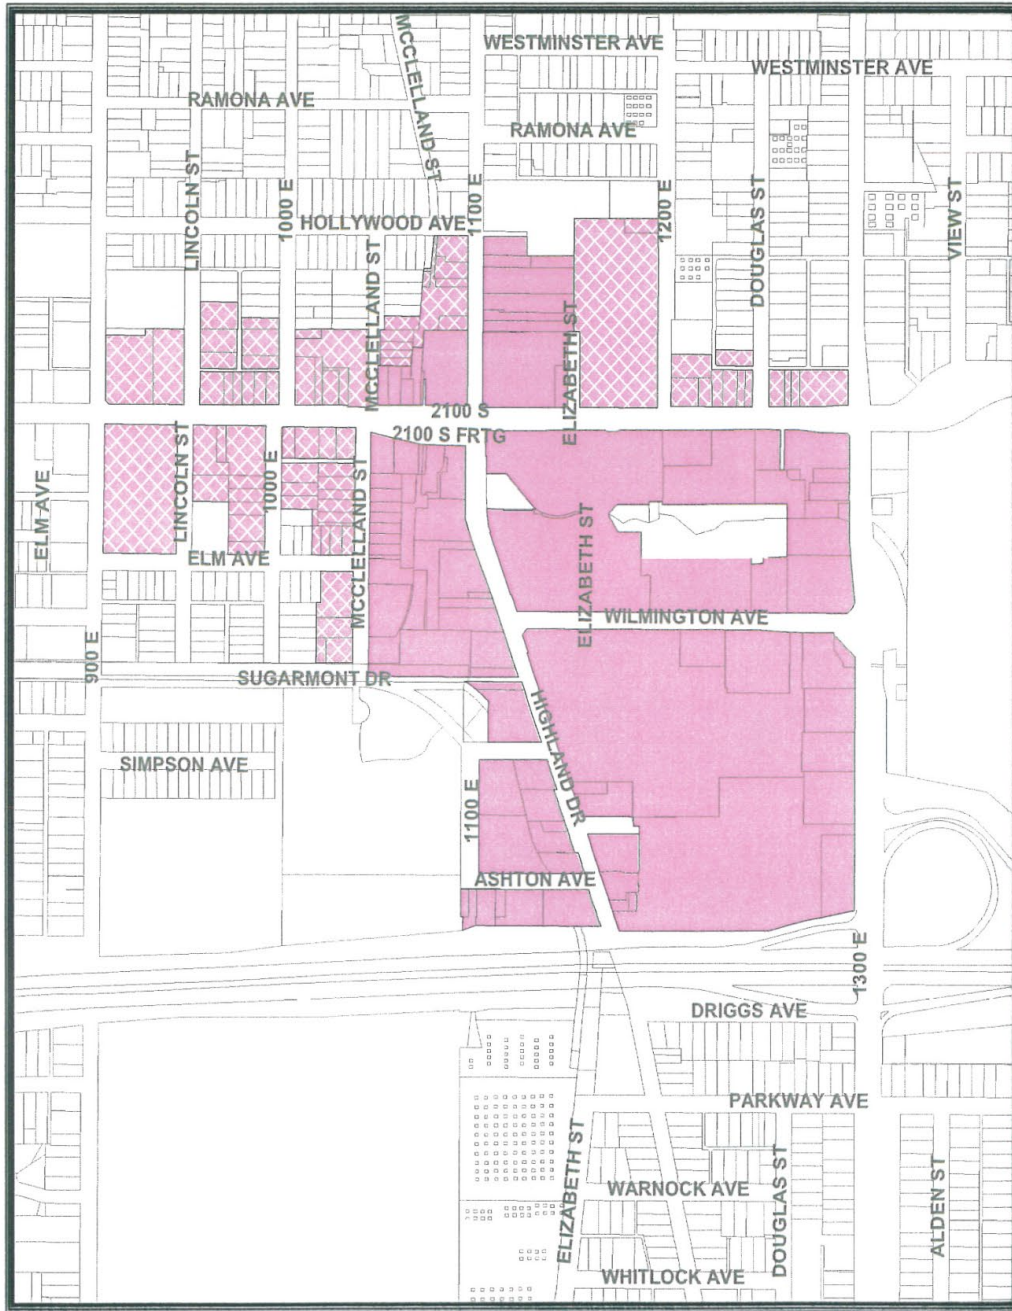 MCCLELLAND ST
WESTMINSTER AVE
WESTMINSTER AVE
RAMONA AVE
RAMONA AVE
LINCOLN ST
1000 E
1100 E
1200 E
DOUGLAS ST
VIEW ST
HOLLYWOOD AVE
MCCLELLAND ST
ELIZABETH ST
2100 S
2100 S FRTG
ELM AVE
LINCOLN ST
1000 E
MCCLELLAND ST
ELIZABETH ST
ELM AVE
WILMINGTON AVE
900 E
SUGARMONT DR
HIGHLAND DR
SIMPSON AVE
1100 E
ASHTON AVE
1300 E
DRIGGS AVE
PARKWAY AVE
ELIZABETH ST
WARNOCK AVE
DOUGLAS ST
ALDEN ST
WHITLOCK AVE